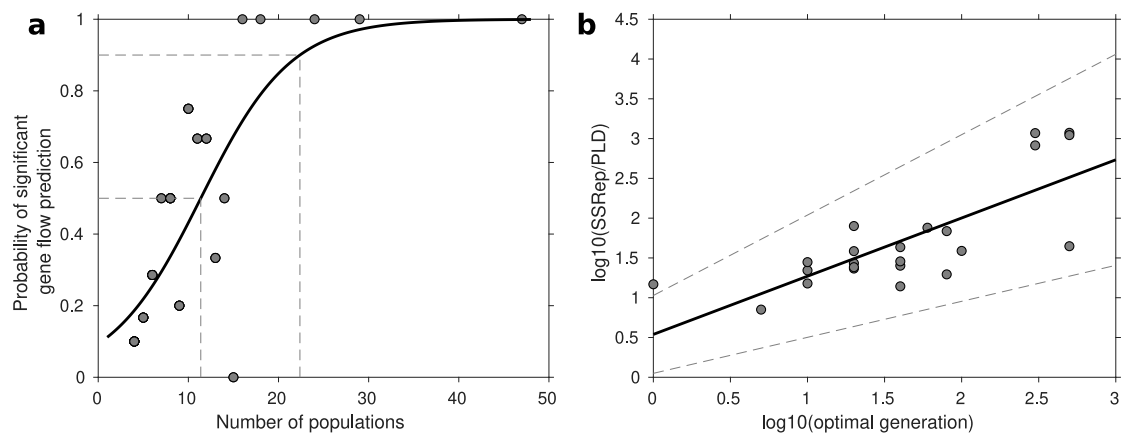 a
Probability of significant
gene flow prediction
1
0.8
0.6
0.4
0.2
0
0 10 20 30 40 50
Number of populations
b
log10(SSRep/PLD)
4.5
4
3.5
3
2.5
2
1.5
1
0.5
0
0 0.5 1 1.5 2 2.5 3
log10(optimal generation)